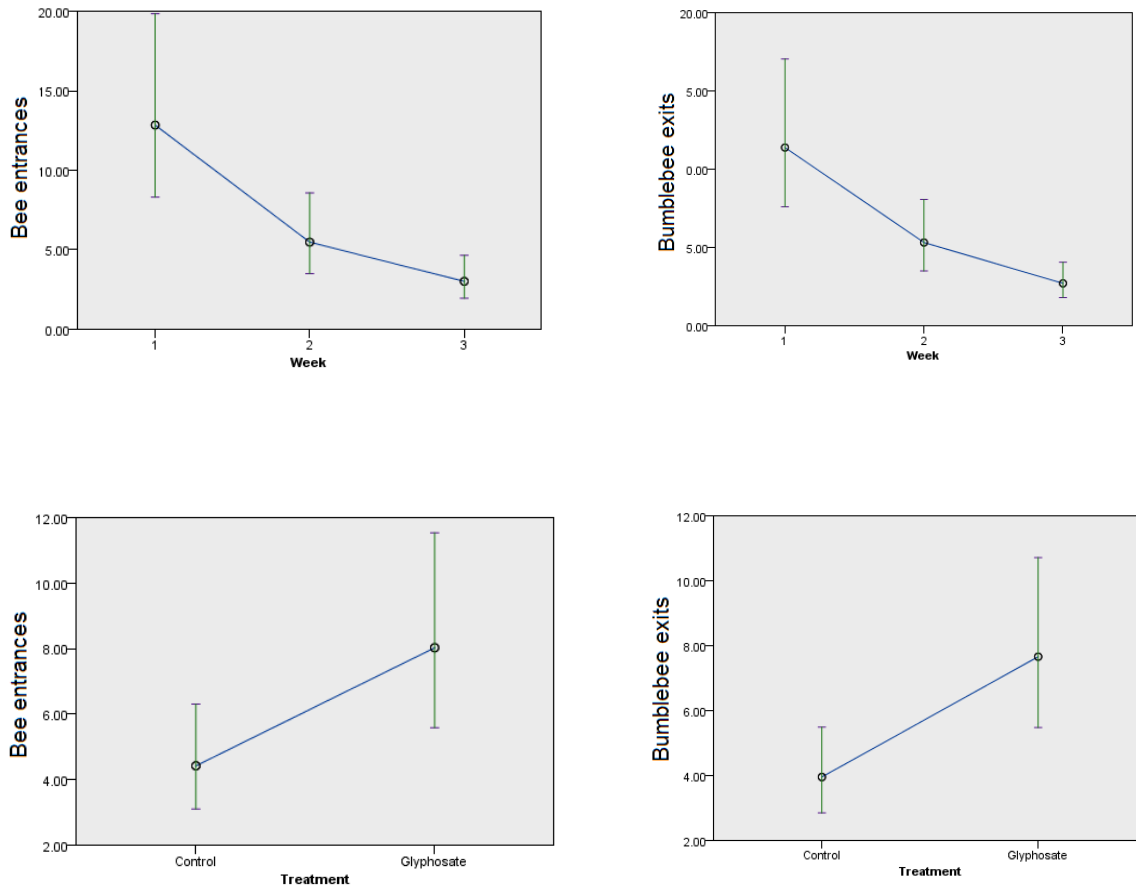 Bee entrances
20.00
15.00
10.00
5.00
0.00
1
2
3
Week
Bumblebee exits
20.00
5.00
0.00
5.00
0.00
1
2
3
Week
Bee entrances
12.00
10.00
8.00
6.00
4.00
2.00
Control
Glyphosate
Treatment
Bumblebee exits
12.00
10.00
8.00
6.00
4.00
2.00
Control
Glyphosate
Treatment